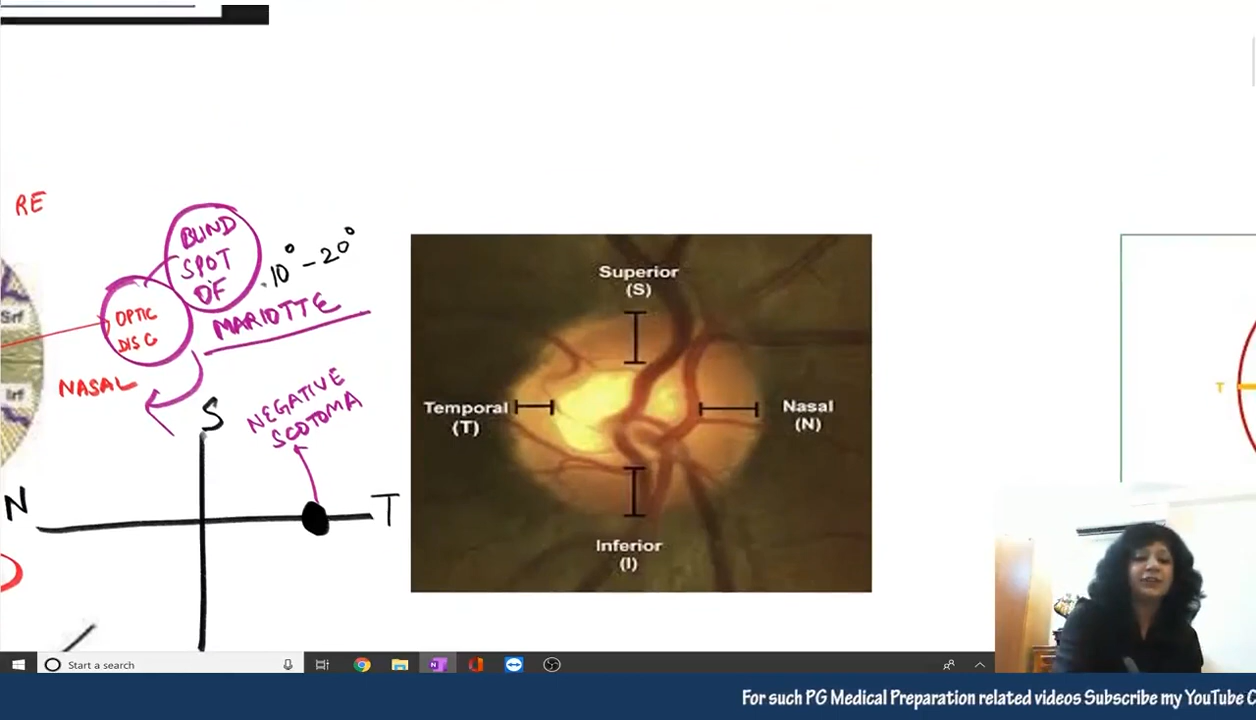 RE
Srf
Irf
BLIND
SPOT
OF
MARIOTTE
10° - 20°
OPTIC
DISC
NASAL
NEGATIVE
SCOTOMA
S
N
T
Superior
(S)
Temporal
(T)
Nasal
(N)
Inferior
(I)
T
Start a search
For such PG Medical Preparation related videos Subscribe my YouTube C